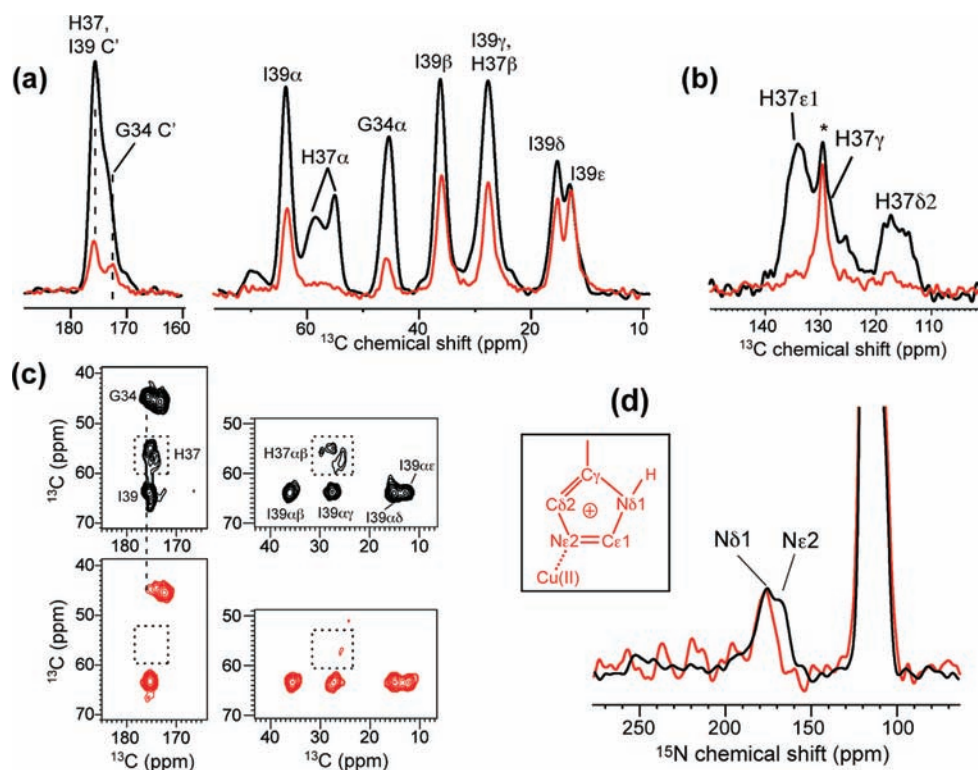 (a)
H37,
I39 C'
G34 C'
I39α
H37α
G34α
I39β
I39γ,
H37β
I39δ
I39ε
180 170 160
60 50 40 30 20 10
¹³C chemical shift (ppm)
(b)
H37ε1
*
H37γ
H37δ2
140 130 120 110 100
¹³C chemical shift (ppm)
(c)
40
50
60
70
¹³C (ppm)
G34
H37
I39
180 170
50
60
70
¹³C (ppm)
H37αβ
I39αε
I39αβ
I39αγ
I39αδ
40 30 20 10
40
50
60
70
¹³C (ppm)
180 170
¹³C (ppm)
50
60
70
40 30 20 10
¹³C (ppm)
(d)
H
Cγ
Cδ2
⊕
Nδ1
Nε2=Cε1
Cu(II)
Nδ1
Nε2
250 200 150 100
¹⁵N chemical shift (ppm)